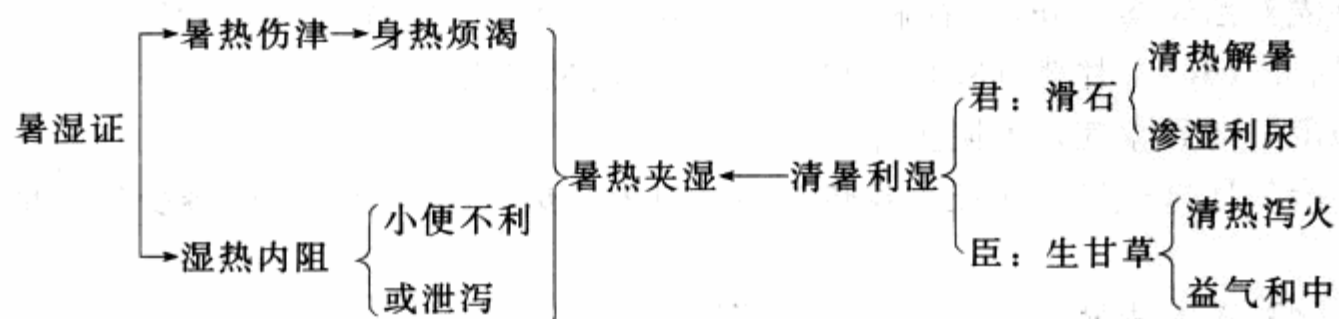 暑湿证
暑热伤津→身热烦渴
湿热内阻
小便不利
或泄泻
暑热夹湿←清暑利湿
君：滑石
清热解暑
渗湿利尿
臣：生甘草
清热泻火
益气和中